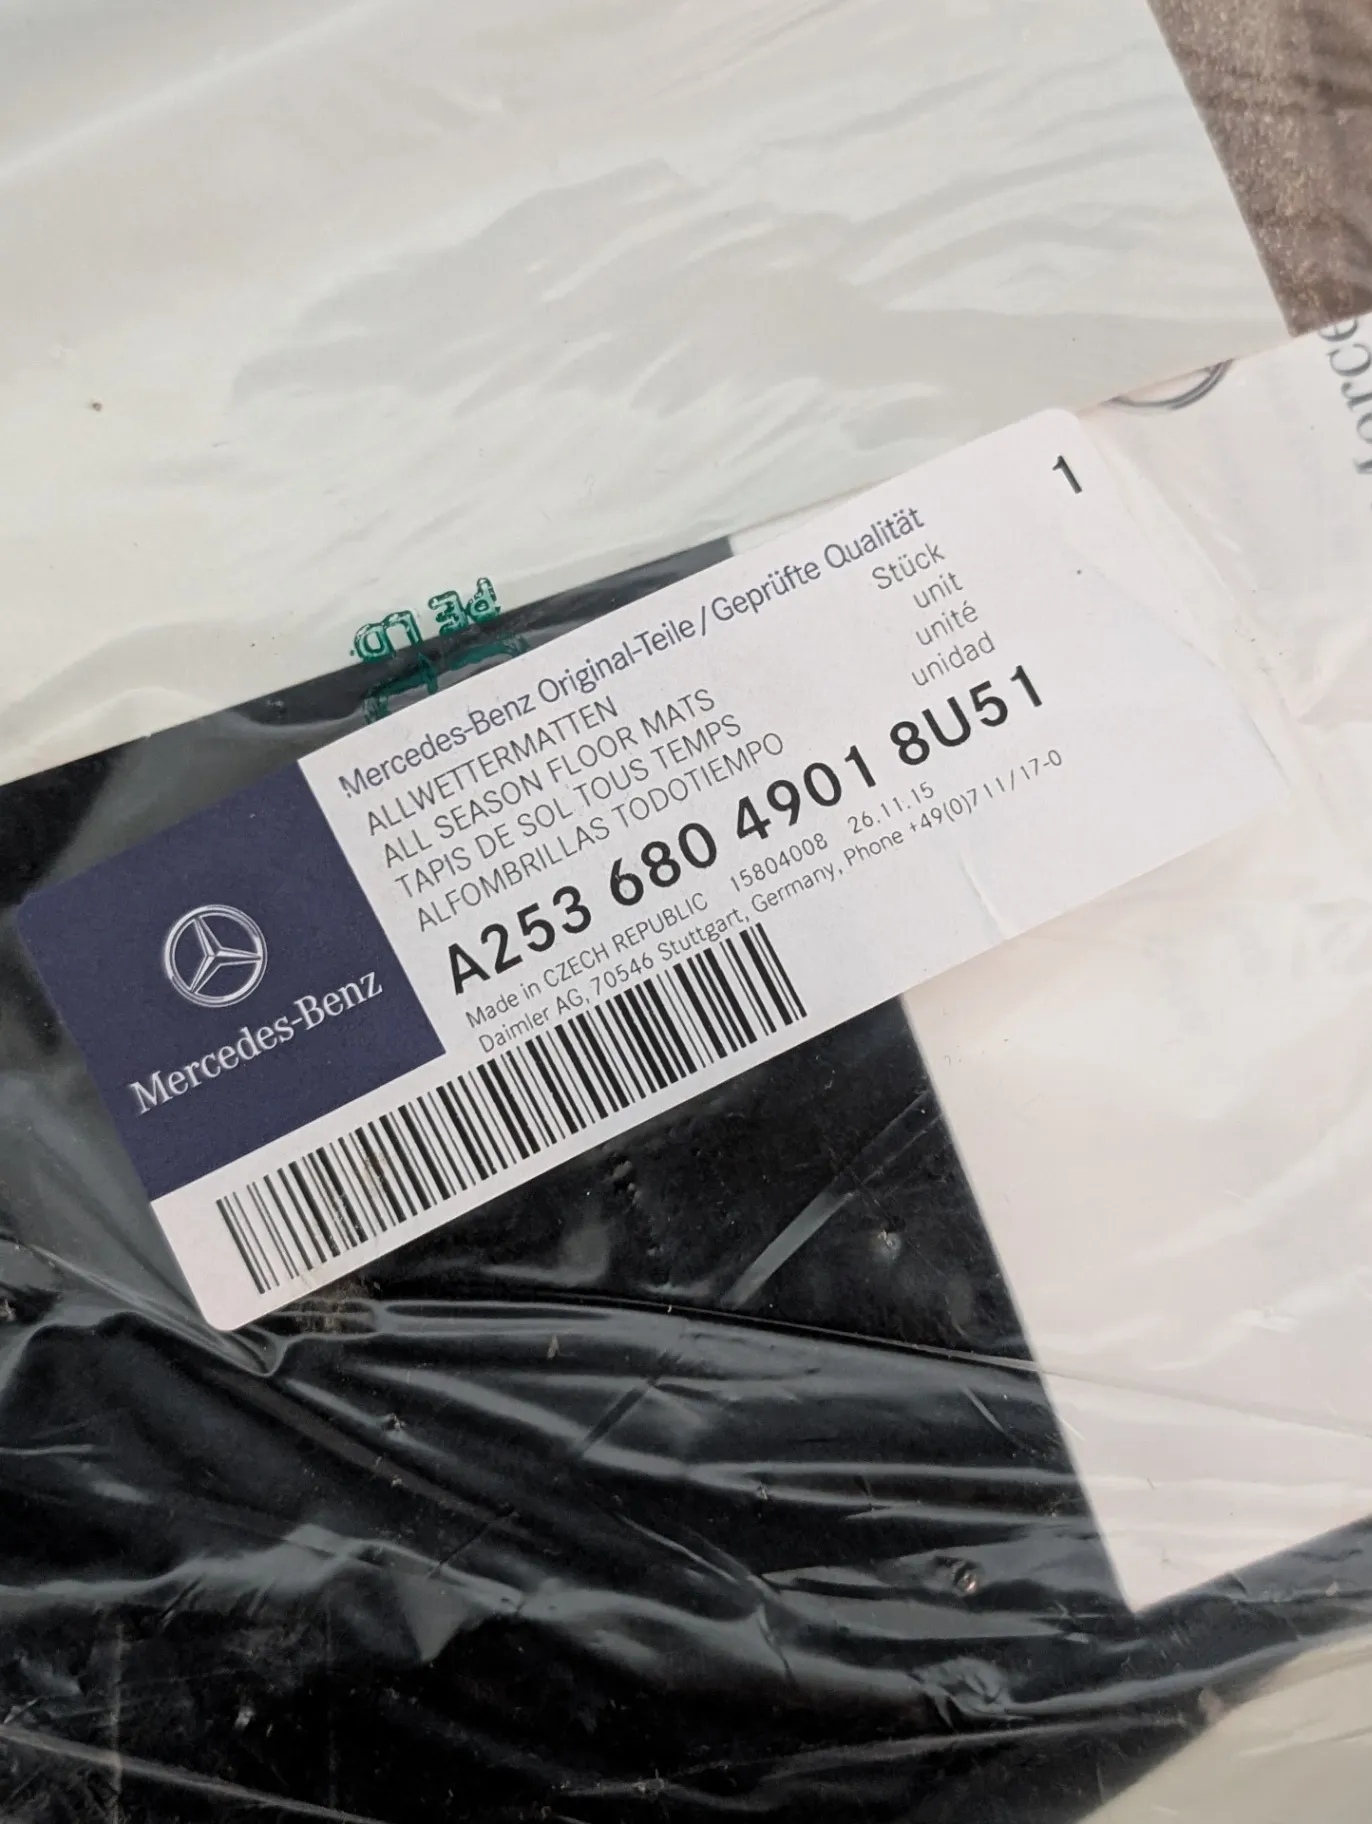 Mercedes-Benz Original-Teile/Geprüfte Qualität
1
ALLWETTERMATTEN
Stück
ALL SEASON FLOOR MATS
unit
TAPIS DE SOL TOUS TEMPS
unité
ALFOMBRILLAS TODOTIEMPO
unidad
A253 680 4901 8U51
Made in CZECH REPUBLIC 15804008 26.11.15
Daimler AG, 70546 Stuttgart, Germany, Phone +49(0)711/17-0
Mercedes-Benz